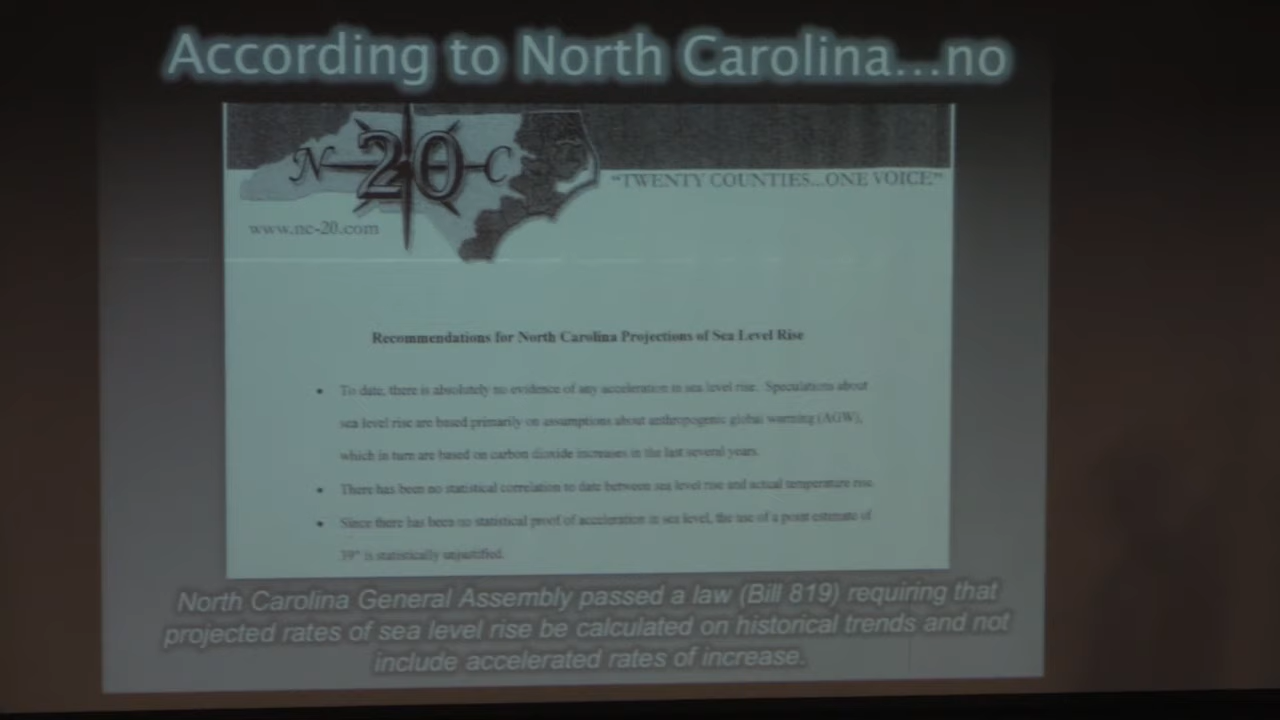 According to North Carolina...no
N 20 C
"TWENTY COUNTIES...ONE VOICE"
www.nc-20.com
Recommendations for North Carolina Projections of Sea Level Rise
• To date, there is absolutely no evidence of any acceleration in sea level rise. Speculations about
sea level rise are based primarily on assumptions about anthropogenic global warming (AGW),
which in turn are based on carbon dioxide increases in the last several years.
• There has been no statistical correlation to date between sea level rise and actual temperature rise
• Since there has been no statistical proof of acceleration in sea level, the use of a point estimate of
39" is statistically unjustified.
North Carolina General Assembly passed a law (Bill 819) requiring that
projected rates of sea level rise be calculated on historical trends and not
include accelerated rates of increase.